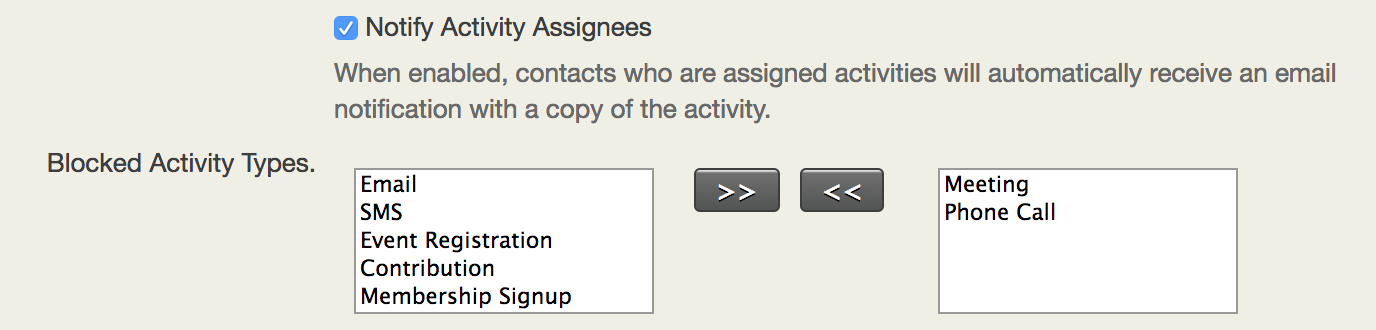 Notify Activity Assignees
When enabled, contacts who are assigned activities will automatically receive an email
notification with a copy of the activity.
Blocked Activity Types.
Email
SMS
Event Registration
Contribution
Membership Signup
>>
<<
Meeting
Phone Call